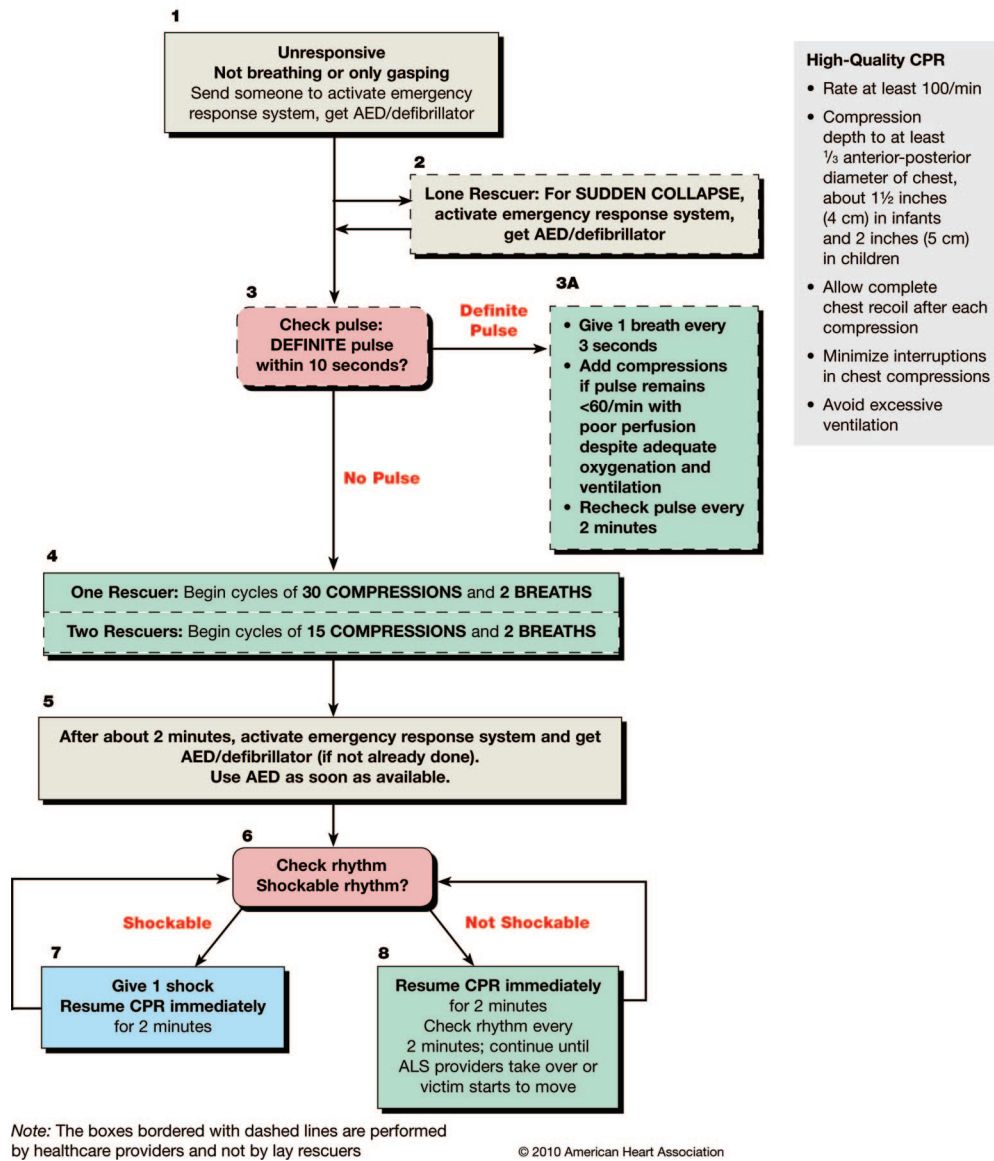 1
Unresponsive
Not breathing or only gasping
Send someone to activate emergency
response system, get AED/defibrillator
2
Lone Rescuer: For SUDDEN COLLAPSE,
activate emergency response system,
get AED/defibrillator
3
Check pulse:
DEFINITE pulse
within 10 seconds?
Definite
Pulse
3A
• Give 1 breath every
3 seconds
• Add compressions
if pulse remains
<60/min with
poor perfusion
despite adequate
oxygenation and
ventilation
• Recheck pulse every
2 minutes
No Pulse
4
One Rescuer: Begin cycles of 30 COMPRESSIONS and 2 BREATHS
Two Rescuers: Begin cycles of 15 COMPRESSIONS and 2 BREATHS
5
After about 2 minutes, activate emergency response system and get
AED/defibrillator (if not already done).
Use AED as soon as available.
6
Check rhythm
Shockable rhythm?
Shockable
Not Shockable
7
Give 1 shock
Resume CPR immediately
for 2 minutes
8
Resume CPR immediately
for 2 minutes
Check rhythm every
2 minutes; continue until
ALS providers take over or
victim starts to move
High-Quality CPR
• Rate at least 100/min
• Compression
depth to at least
⅓ anterior-posterior
diameter of chest,
about 1½ inches
(4 cm) in infants
and 2 inches (5 cm)
in children
• Allow complete
chest recoil after each
compression
• Minimize interruptions
in chest compressions
• Avoid excessive
ventilation
Note: The boxes bordered with dashed lines are performed
by healthcare providers and not by lay rescuers
© 2010 American Heart Association